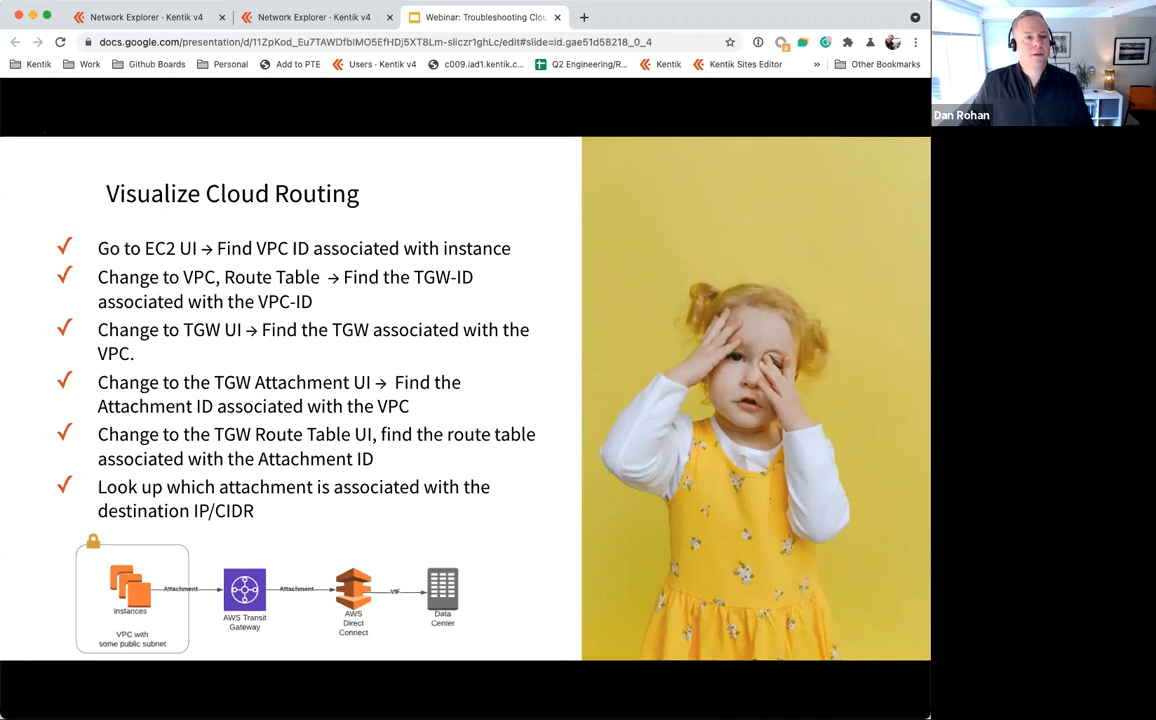 Network Explorer · Kentik v4
Network Explorer · Kentik v4
Webinar: Troubleshooting Clou
docs.google.com/presentation/d/11ZpKod_Eu7TAWDfbIMO5EfHDj5XT8Lm-sliczr1ghLc/edit#slide=id.gae51d58218_0_4
Kentik
Work
Github Boards
Personal
Add to PTE
Users · Kentik v4
c009.iad1.kentik.c...
Q2 Engineering/R...
Kentik
Kentik Sites Editor
»
Other Bookmarks
Dan Rohan
Visualize Cloud Routing
✓ Go to EC2 UI → Find VPC ID associated with instance
✓ Change to VPC, Route Table → Find the TGW-ID
associated with the VPC-ID
✓ Change to TGW UI → Find the TGW associated with the
VPC.
✓ Change to the TGW Attachment UI → Find the
Attachment ID associated with the VPC
✓ Change to the TGW Route Table UI, find the route table
associated with the Attachment ID
✓ Look up which attachment is associated with the
destination IP/CIDR
Attachment
Attachment
VIF
instances
VPC with
some public subnet
AWS Transit
Gateway
AWS
Direct
Connect
Data
Center